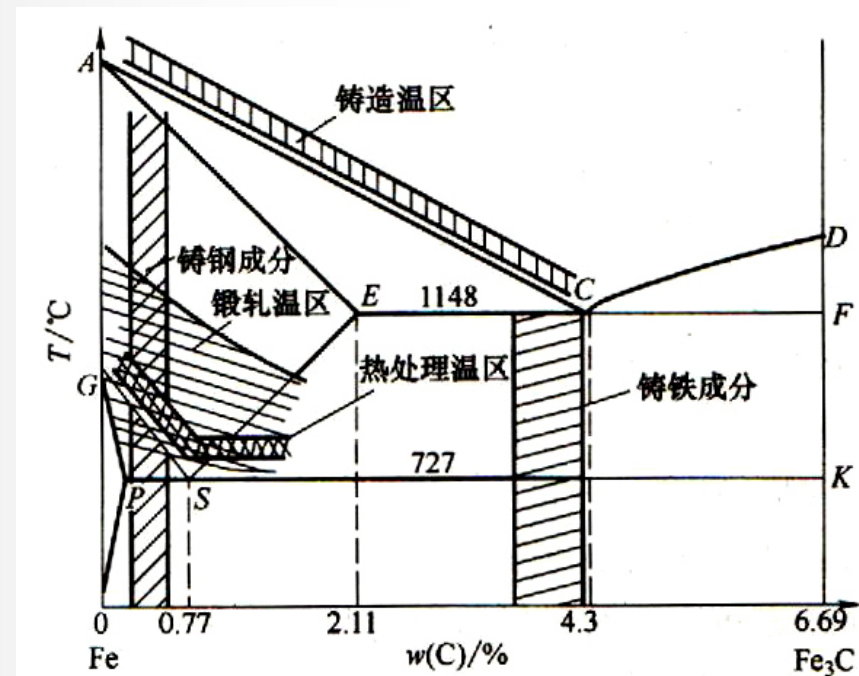 A
铸造温区
D
铸钢成分
E
1148
C
锻轧温区
F
T/℃
G
热处理温区
铸铁成分
727
P
S
K
0
0.77
2.11
4.3
6.69
Fe
w(C)/%
Fe₃C